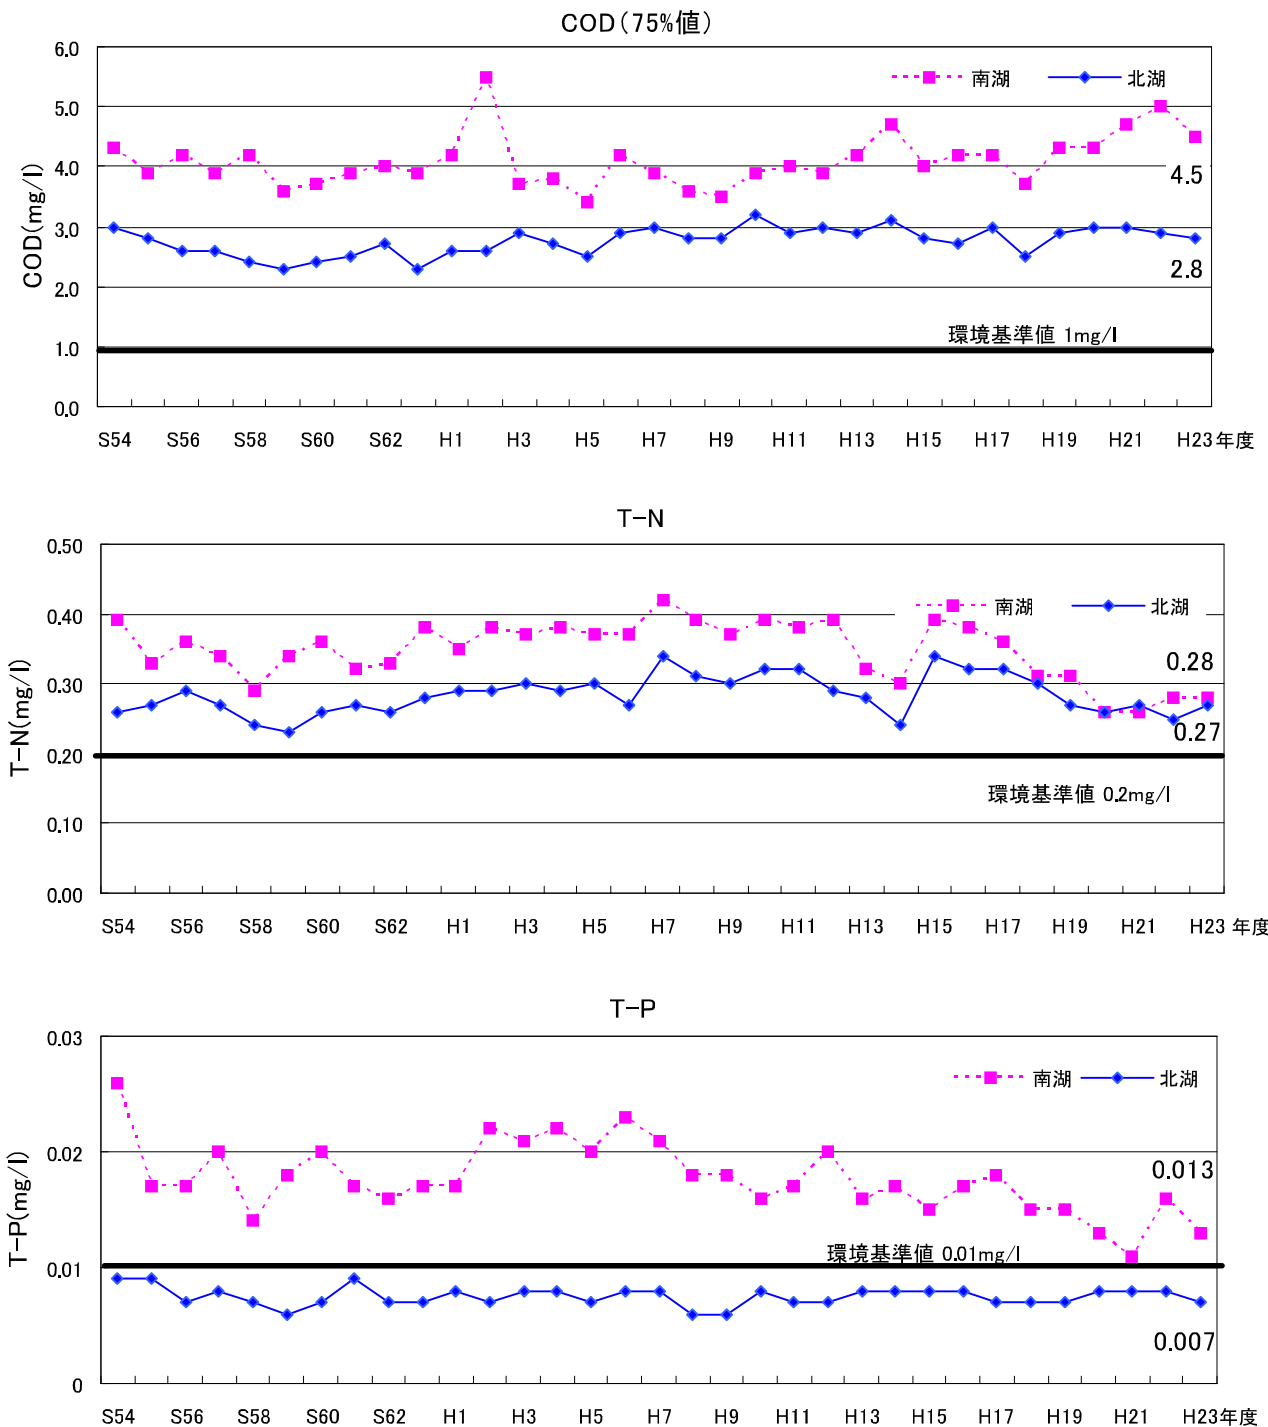 COD(75%値)
6.0
5.0
4.0
3.0
2.0
1.0
0.0
COD(mg/l)
南湖
北湖
4.5
2.8
環境基準値 1mg/l
S54 S56 S58 S60 S62 H1 H3 H5 H7 H9 H11 H13 H15 H17 H19 H21 H23 年度
T-N
0.50
0.40
0.30
0.20
0.10
0.00
T-N(mg/l)
南湖
北湖
0.28
0.27
環境基準値 0.2mg/l
S54 S56 S58 S60 S62 H1 H3 H5 H7 H9 H11 H13 H15 H17 H19 H21 H23 年度
T-P
0.03
0.02
0.01
0
T-P(mg/l)
南湖
北湖
0.013
環境基準値 0.01mg/l
0.007
S54 S56 S58 S60 S62 H1 H3 H5 H7 H9 H11 H13 H15 H17 H19 H21 H23 年度